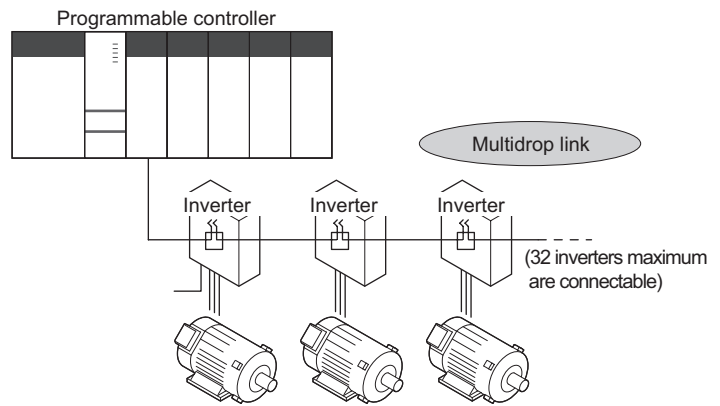 Programmable controller
Multidrop link
Inverter
Inverter
Inverter
(32 inverters maximum
are connectable)